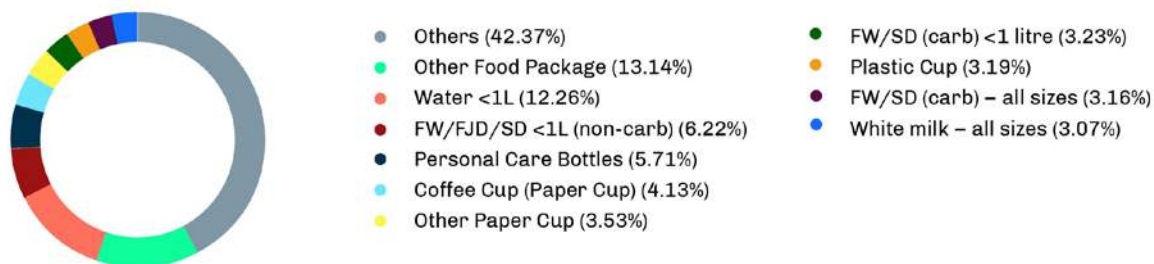 Others (42.37%)
Other Food Package (13.14%)
Water <1L (12.26%)
FW/FJD/SD <1L (non-carb) (6.22%)
Personal Care Bottles (5.71%)
Coffee Cup (Paper Cup) (4.13%)
Other Paper Cup (3.53%)
FW/SD (carb) <1 litre (3.23%)
Plastic Cup (3.19%)
FW/SD (carb) – all sizes (3.16%)
White milk – all sizes (3.07%)